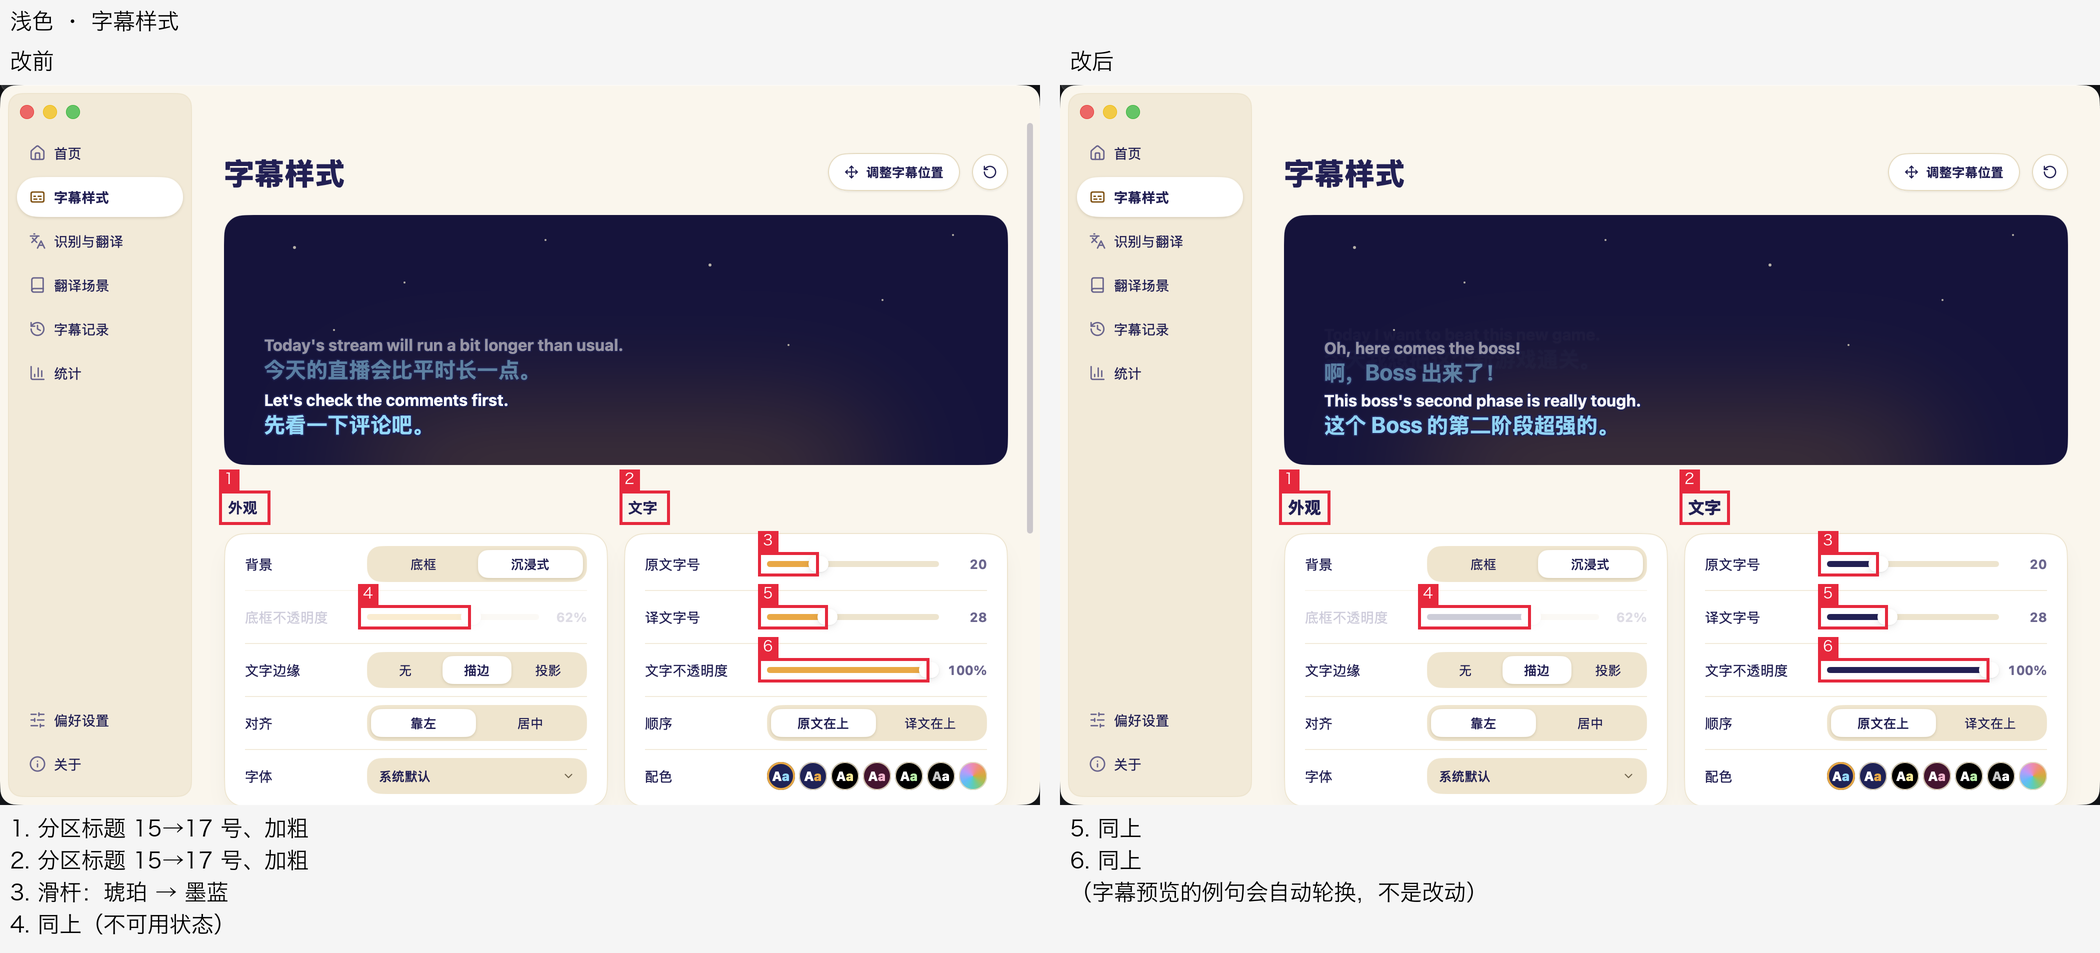 浅色 · 字幕样式
改前
首页
字幕样式
识别与翻译
翻译场景
字幕记录
统计
偏好设置
关于
字幕样式
调整字幕位置
Today's stream will run a bit longer than usual.
今天的直播会比平时长一点。
Let's check the comments first.
先看一下评论吧。
1
外观
背景
底框
沉浸式
4
底框不透明度
62%
文字边缘
无
描边
投影
对齐
靠左
居中
字体
系统默认
2
文字
3
原文字号
20
5
译文字号
28
6
文字不透明度
100%
顺序
原文在上
译文在上
配色
Aa Aa Aa Aa Aa Aa
1. 分区标题 15→17 号、加粗
2. 分区标题 15→17 号、加粗
3. 滑杆：琥珀 → 墨蓝
4. 同上（不可用状态）
改后
首页
字幕样式
识别与翻译
翻译场景
字幕记录
统计
偏好设置
关于
字幕样式
调整字幕位置
Today I want to beat this new game.
Oh, here comes the boss!
啊，Boss 出来了！
This boss's second phase is really tough.
这个 Boss 的第二阶段超强的。
1
外观
背景
底框
沉浸式
4
底框不透明度
62%
文字边缘
无
描边
投影
对齐
靠左
居中
字体
系统默认
2
文字
3
原文字号
20
5
译文字号
28
6
文字不透明度
100%
顺序
原文在上
译文在上
配色
Aa Aa Aa Aa Aa Aa
5. 同上
6. 同上
（字幕预览的例句会自动轮换，不是改动）